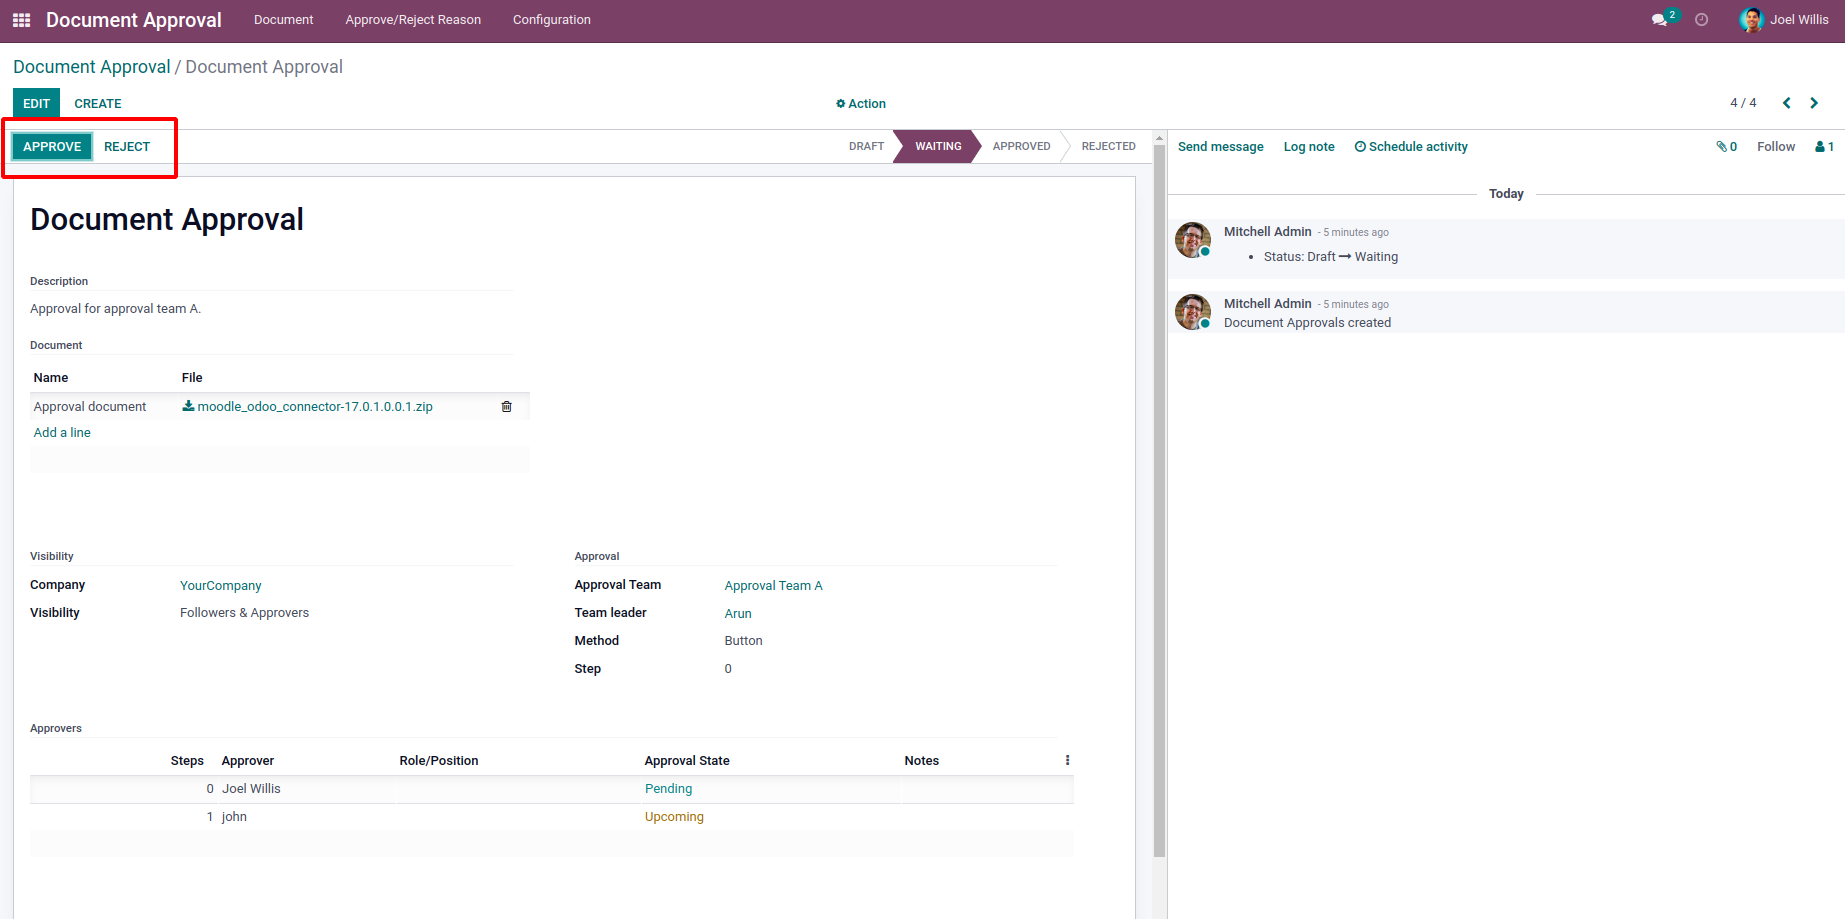 Document Approval Document Approve/Reject Reason Configuration 2 Joel Willis
Document Approval / Document Approval
EDIT CREATE Action 4 / 4
APPROVE REJECT DRAFT WAITING APPROVED REJECTED Send message Log note Schedule activity 0 Follow 1
Today
Document Approval
Mitchell Admin - 5 minutes ago
• Status: Draft → Waiting
Description
Mitchell Admin - 5 minutes ago
Approval for approval team A.
Document Approvals created
Document
Name File
Approval document moodle_odoo_connector-17.0.1.0.0.1.zip
Add a line
Visibility Approval
Company YourCompany Approval Team Approval Team A
Visibility Followers & Approvers Team leader Arun
Method Button
Step 0
Approvers
Steps Approver Role/Position Approval State Notes
0 Joel Willis Pending
1 john Upcoming